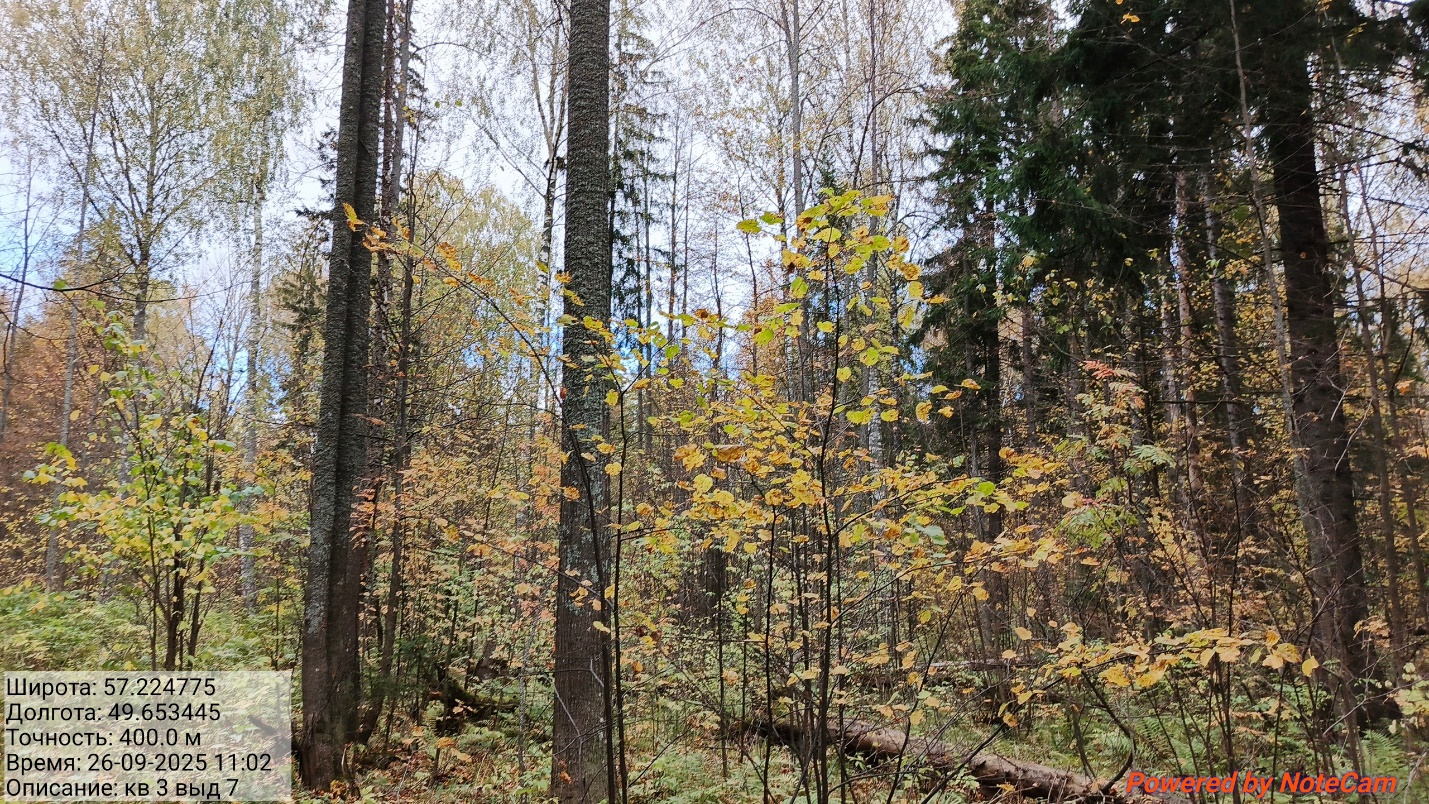 Широта: 57.224775
Долгота: 49.653445
Точность: 400.0 м
Время: 26-09-2025 11:02
Описание: кв 3 выд 7
Powered by NoteCam